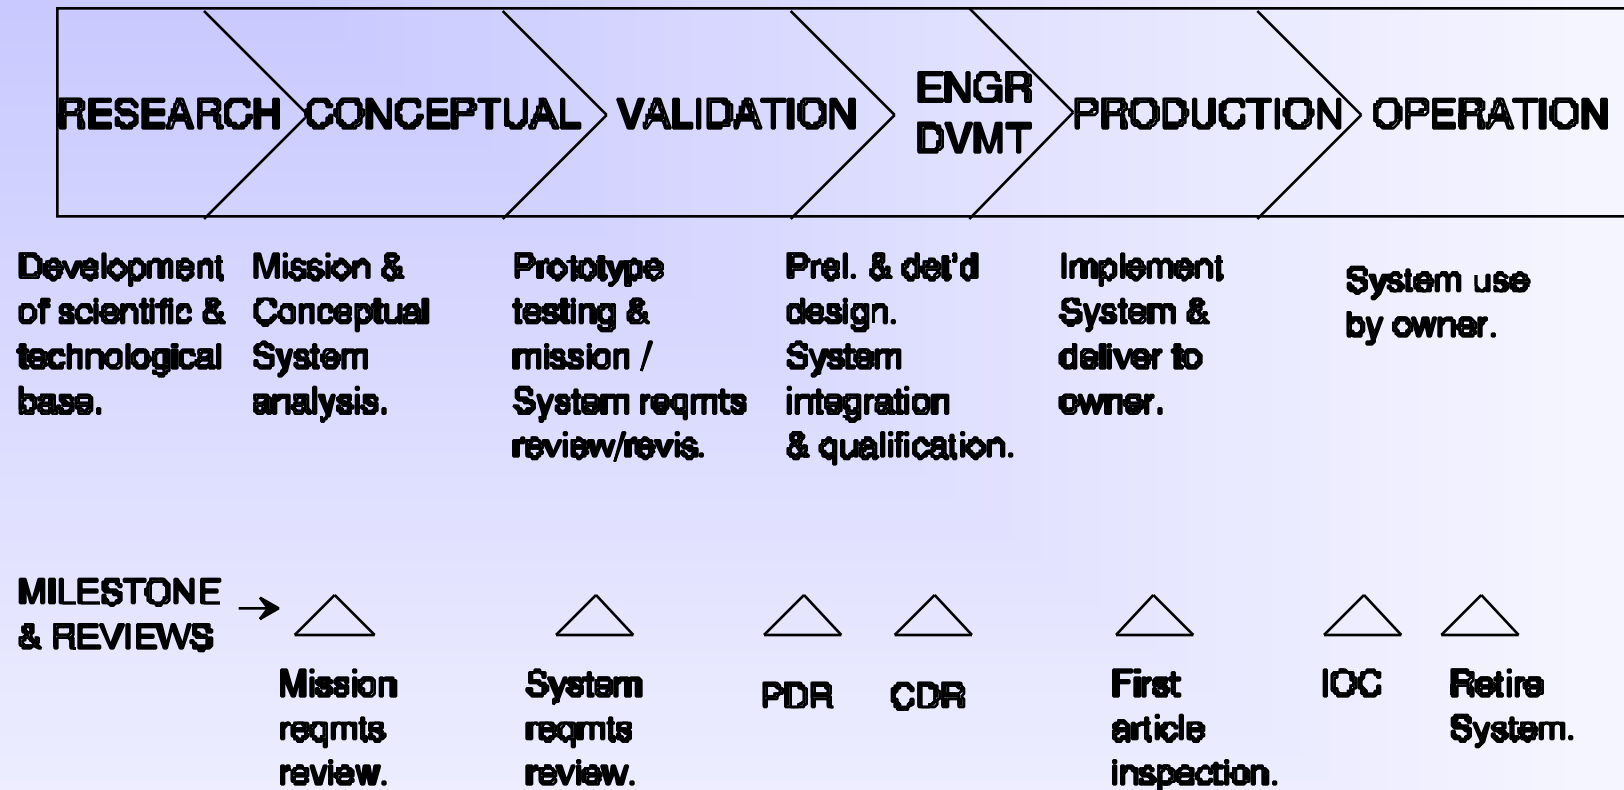 RESEARCH CONCEPTUAL VALIDATION ENGR DVMT PRODUCTION OPERATION
Development
of scientific &
technological
base.
Mission &
Conceptual
System
analysis.
Prototype
testing &
mission /
System reqmts
review/revis.
Prel. & det'd
design.
System
integration
& qualification.
Implement
System &
deliver to
owner.
System use
by owner.
MILESTONE
& REVIEWS
Mission
reqmts
review.
System
reqmts
review.
PDR
CDR
First
article
inspection.
IOC
Retire
System.